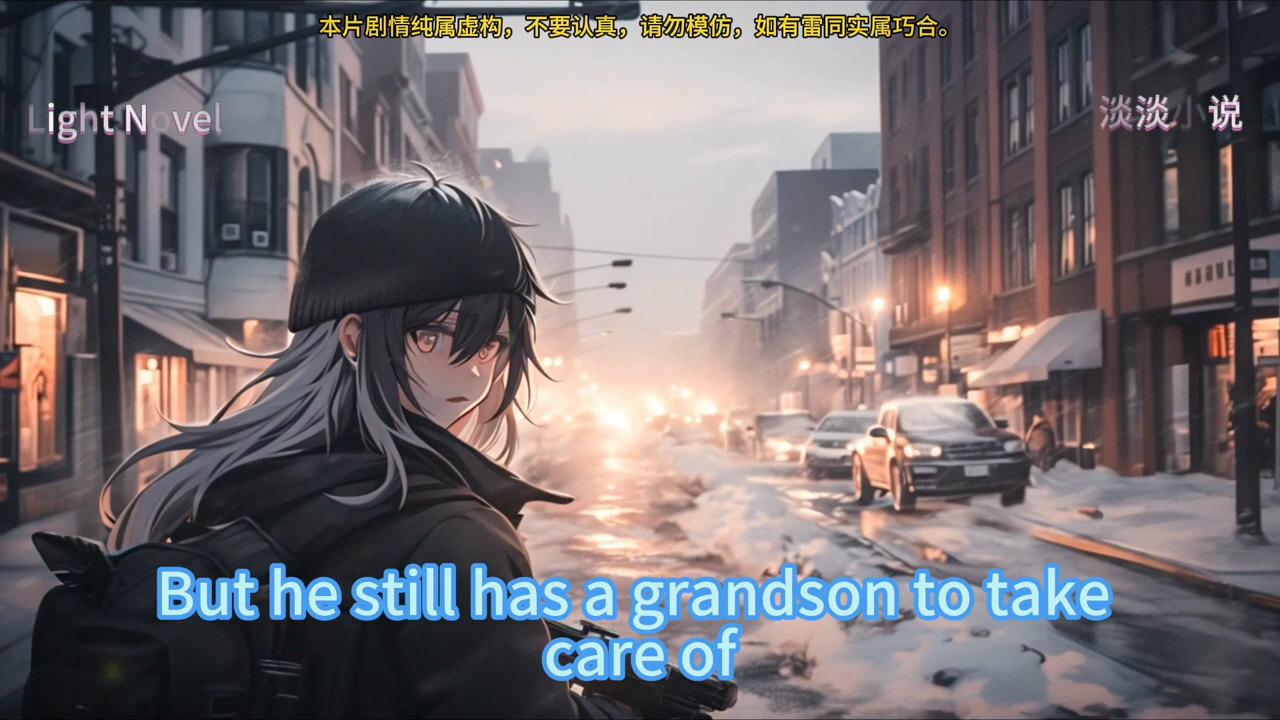 本片剧情纯属虚构，不要认真，请勿模仿，如有雷同实属巧合。
Light Novel
淡淡小说
But he still has a grandson to take
care of